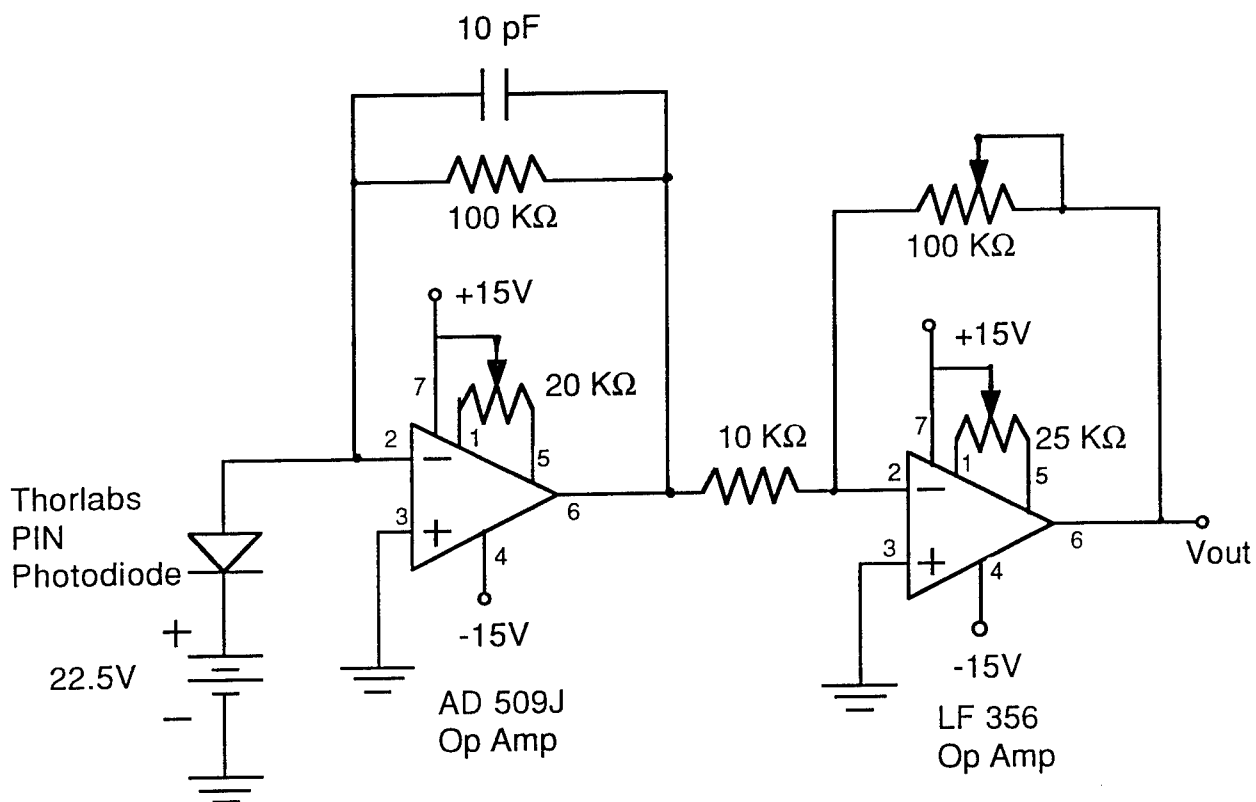 10 pF
100 KΩ
100 KΩ
+15V
+15V
20 KΩ
7
7
2
1
5
10 KΩ
25 KΩ
1
5
2
Thorlabs
PIN
Photodiode
3
6
4
3
6
4
Vout
+
22.5V
−
-15V
-15V
AD 509J
Op Amp
LF 356
Op Amp